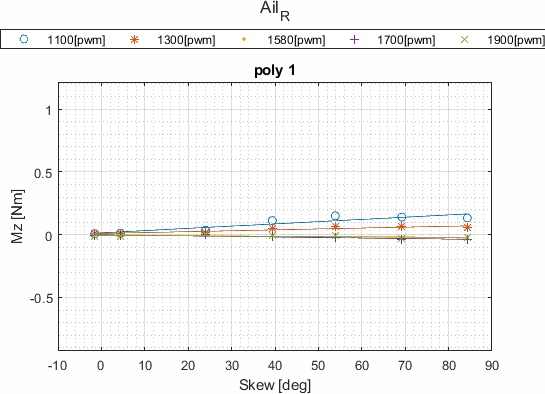 Ail_R
1100[pwm] 1300[pwm] 1580[pwm] 1700[pwm] 1900[pwm]
poly 1
1
0.5
0
-0.5
Mz [Nm]
-10 0 10 20 30 40 50 60 70 80 90
Skew [deg]